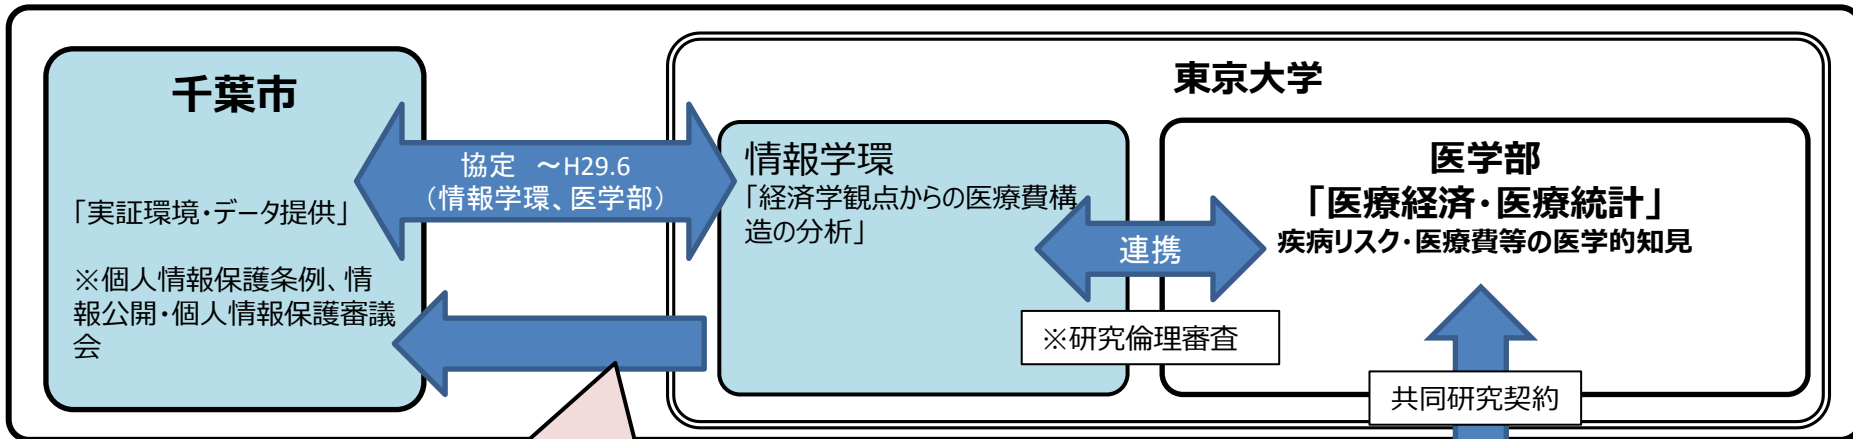 千葉市
「実証環境・データ提供」
※個人情報保護条例、情
報公開・個人情報保護審議
会
協定　～H29.6
（情報学環、医学部）
東京大学
情報学環
「経済学観点からの医療費構
造の分析」
連携
※研究倫理審査
医学部
「医療経済・医療統計」
疾病リスク・医療費等の医学的知見
共同研究契約